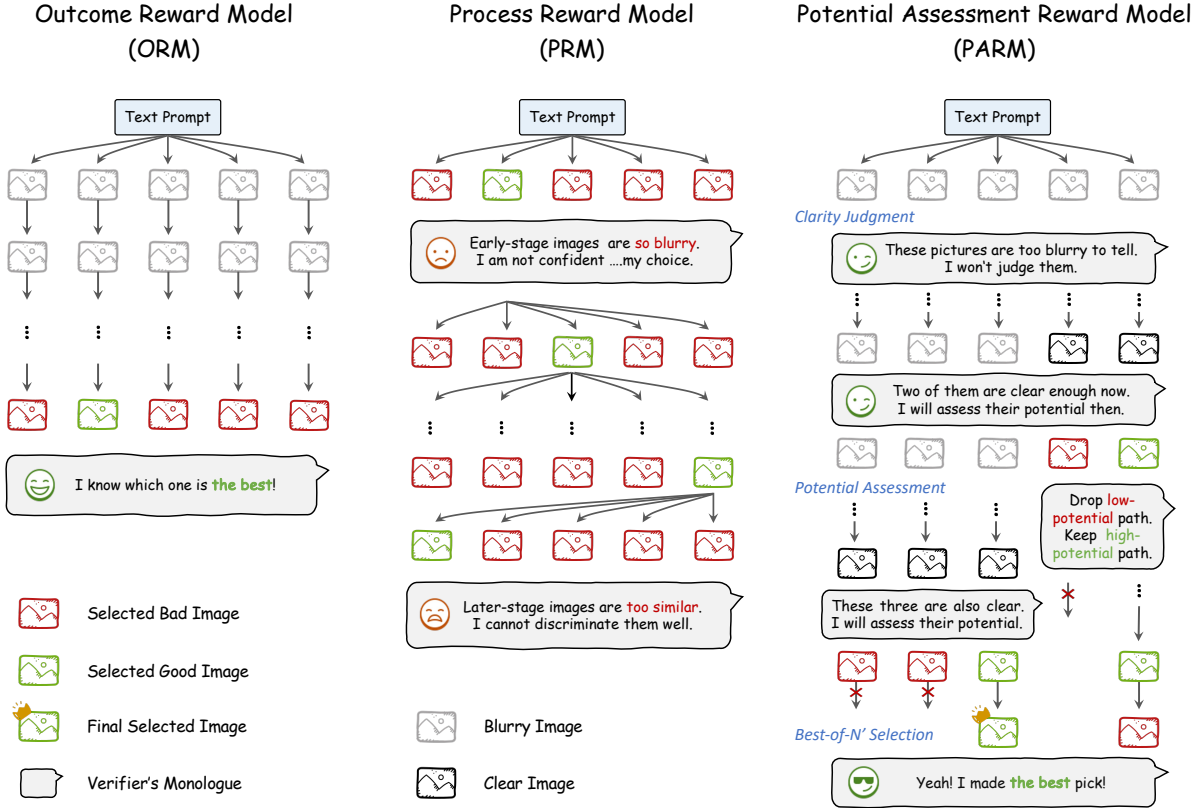 Outcome Reward Model
(ORM)
Text Prompt
I know which one is the best!
Selected Bad Image
Selected Good Image
Final Selected Image
Verifier's Monologue
Process Reward Model
(PRM)
Text Prompt
Early-stage images are so blurry.
I am not confident ....my choice.
Later-stage images are too similar.
I cannot discriminate them well.
Blurry Image
Clear Image
Potential Assessment Reward Model
(PARM)
Text Prompt
Clarity Judgment
These pictures are too blurry to tell.
I won't judge them.
Two of them are clear enough now.
I will assess their potential then.
Potential Assessment
Drop low-
potential path.
Keep high-
potential path.
These three are also clear.
I will assess their potential.
Best-of-N' Selection
Yeah! I made the best pick!